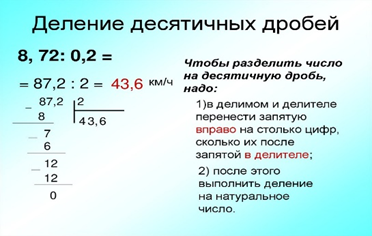 Деление десятичных дробей
8, 72: 0,2 =
= 87,2 : 2 = 43,6 км/ч
87,2 2
8 43,6
7
6
12
12
0
Чтобы разделить число
на десятичную дробь,
надо:
1)в делимом и делителе
перенести запятую
вправо на столько цифр,
сколько их после
запятой в делителе;
2) после этого
выполнить деление
на натуральное
число.